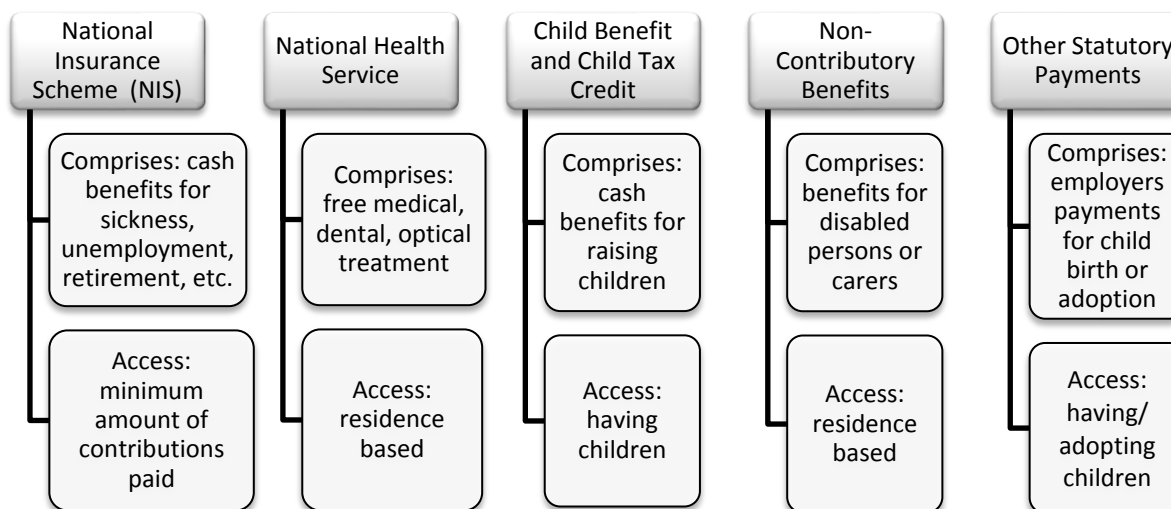 National
Insurance
Scheme (NIS)
Comprises: cash
benefits for
sickness,
unemployment,
retirement, etc.
Access:
minimum
amount of
contributions
paid
National Health
Service
Comprises:
free medical,
dental, optical
treatment
Access:
residence
based
Child Benefit
and Child Tax
Credit
Comprises:
cash
benefits for
raising
children
Access:
having
children
Non-
Contributory
Benefits
Comprises:
benefits for
disabled
persons or
carers
Access:
residence
based
Other Statutory
Payments
Comprises:
employers
payments
for child
birth or
adoption
Access:
having/
adopting
children